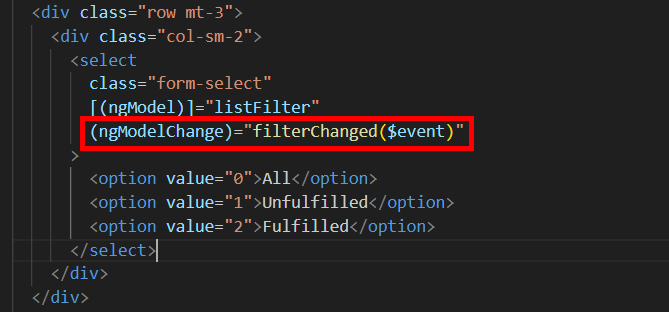 <div class="row mt-3">
<div class="col-sm-2">
<select
class="form-select"
[(ngModel)]="listFilter"
(ngModelChange)="filterChanged($event)"
>
<option value="0">All</option>
<option value="1">Unfulfilled</option>
<option value="2">Fulfilled</option>
</select>
</div>
</div>